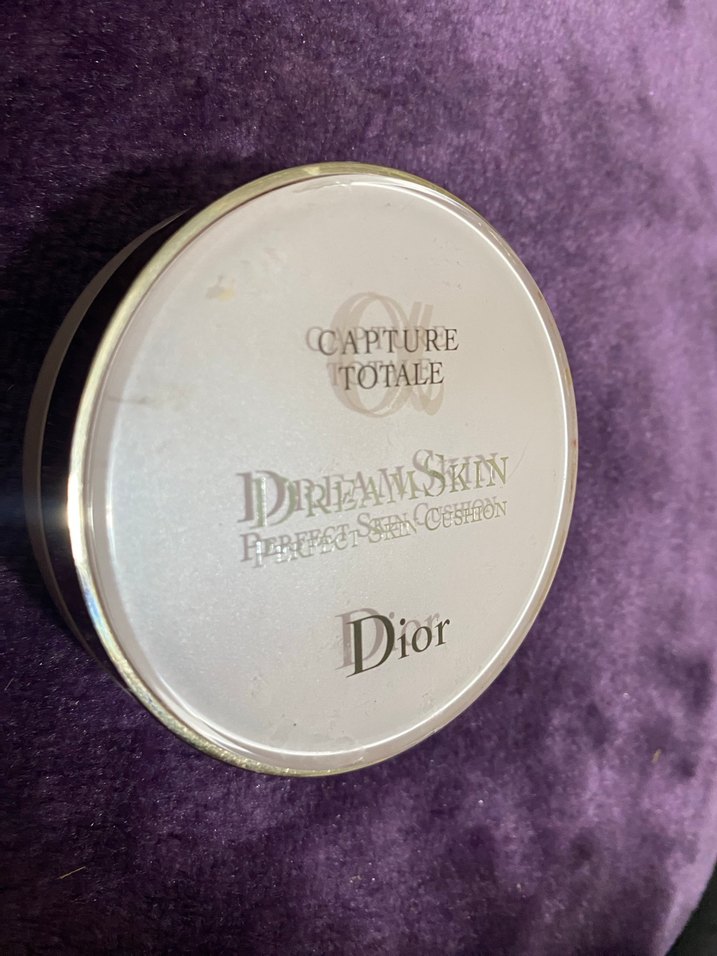 CAPTURE
TOTALE
DREAMSKIN
PERFECT SKIN CUSHION
Dior